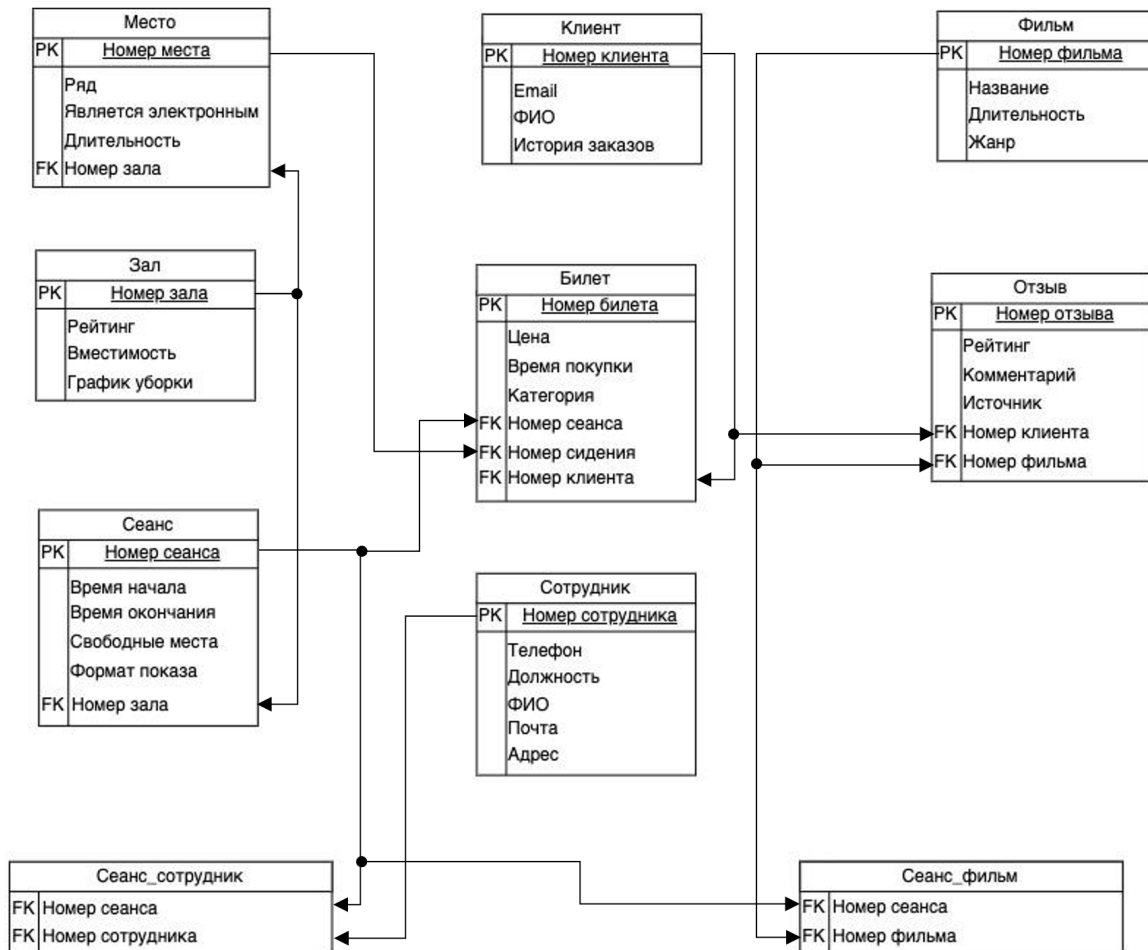 Место
PK Номер места
Ряд
Является электронным
Длительность
FK Номер зала
Клиент
PK Номер клиента
Email
ФИО
История заказов
Фильм
PK Номер фильма
Название
Длительность
Жанр
Зал
PK Номер зала
Рейтинг
Вместимость
График уборки
Билет
PK Номер билета
Цена
Время покупки
Категория
FK Номер сеанса
FK Номер сидения
FK Номер клиента
Отзыв
PK Номер отзыва
Рейтинг
Комментарий
Источник
FK Номер клиента
FK Номер фильма
Сеанс
PK Номер сеанса
Время начала
Время окончания
Свободные места
Формат показа
FK Номер зала
Сотрудник
PK Номер сотрудника
Телефон
Должность
ФИО
Почта
Адрес
Сеанс_сотрудник
FK Номер сеанса
FK Номер сотрудника
Сеанс_фильм
FK Номер сеанса
FK Номер фильма